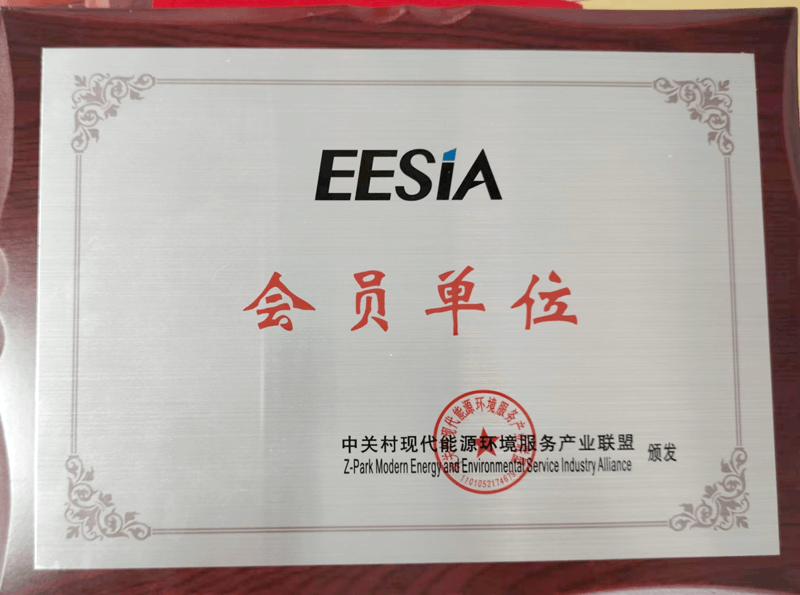 EESiA
会员单位
中关村现代能源环境服务产业联盟 颁发
Z-Park Modern Energy and Environmental Service Industry Alliance